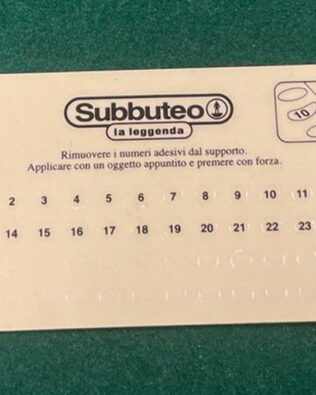 Subbuteo
la leggenda
10
Rimuovere i numeri adesivi dal supporto.
Applicare con un oggetto appuntito e premere con forza.
2 3 4 5 6 7 8 9 10 11
14 15 16 17 18 19 20 21 22 23